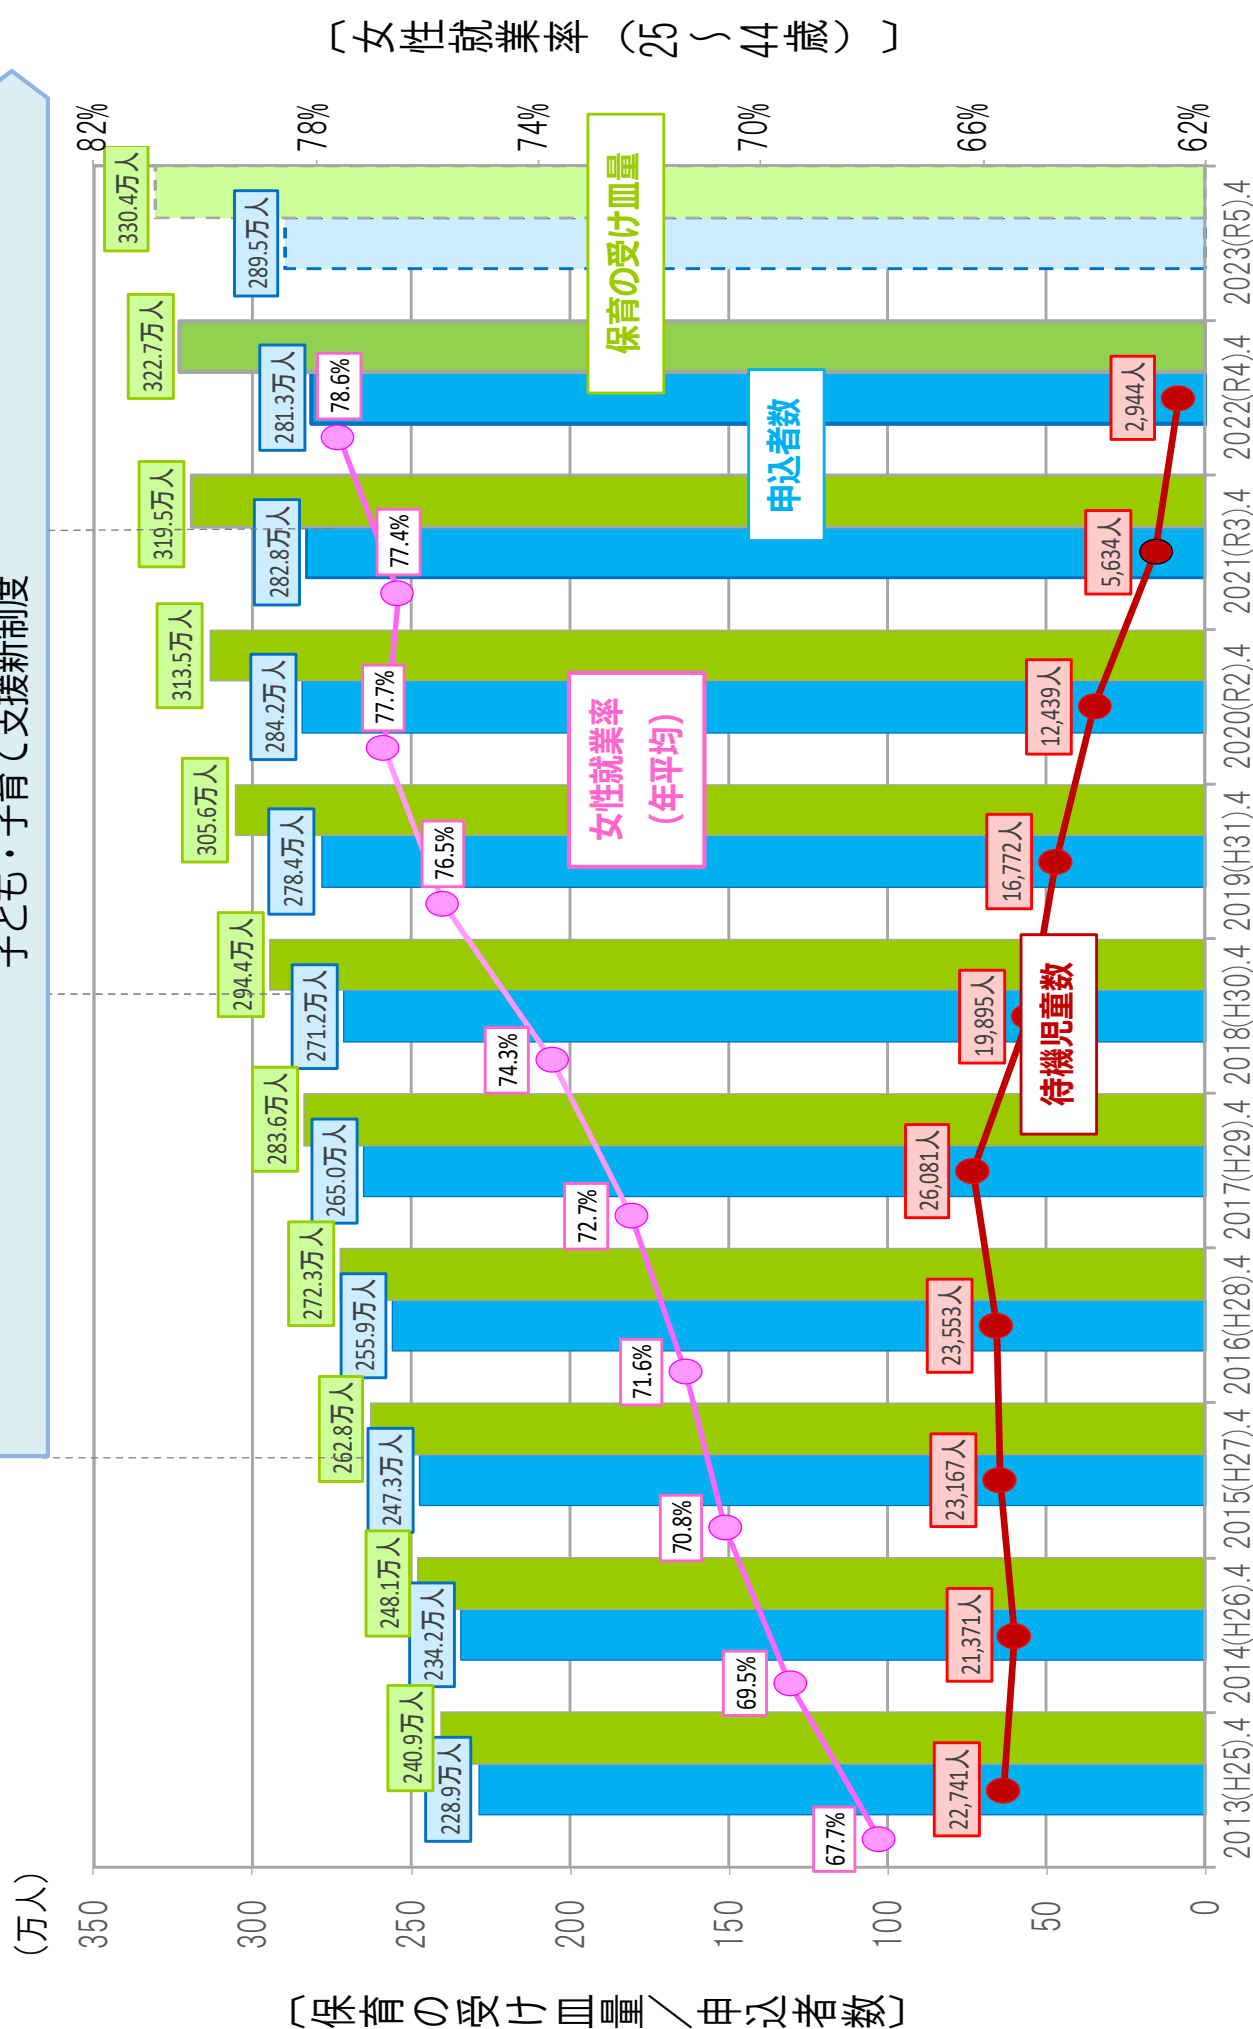 子ども・子育て支援新制度
(万人)
〔保育の受け皿量／申込者数〕
350
300
250
200
150
100
50
0
〔女性就業率（25～44歳）〕
82%
78%
74%
70%
66%
62%
240.9万人
248.1万人
262.8万人
272.3万人
283.6万人
294.4万人
305.6万人
313.5万人
319.5万人
322.7万人
330.4万人
228.9万人
234.2万人
247.3万人
255.9万人
265.0万人
271.2万人
278.4万人
284.2万人
282.8万人
281.3万人
289.5万人
67.7%
69.5%
70.8%
71.6%
72.7%
74.3%
76.5%
77.7%
77.4%
78.6%
女性就業率
(年平均)
保育の受け皿量
申込者数
待機児童数
22,741人
21,371人
23,167人
23,553人
26,081人
19,895人
16,772人
12,439人
5,634人
2,944人
2013(H25).4
2014(H26).4
2015(H27).4
2016(H28).4
2017(H29).4
2018(H30).4
2019(H31).4
2020(R2).4
2021(R3).4
2022(R4).4
2023(R5).4